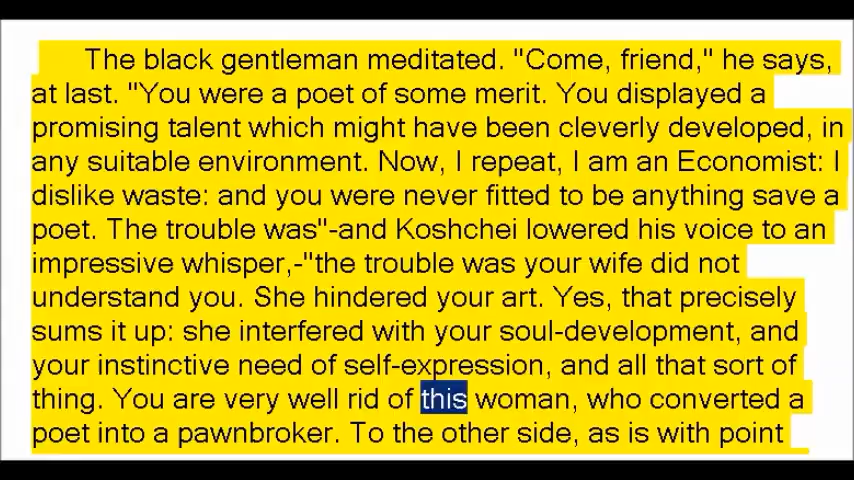 The black gentleman meditated. "Come, friend," he says,
at last. "You were a poet of some merit. You displayed a
promising talent which might have been cleverly developed, in
any suitable environment. Now, I repeat, I am an Economist: I
dislike waste: and you were never fitted to be anything save a
poet. The trouble was"-and Koshchei lowered his voice to an
impressive whisper,-"the trouble was your wife did not
understand you. She hindered your art. Yes, that precisely
sums it up: she interfered with your soul-development, and
your instinctive need of self-expression, and all that sort of
thing. You are very well rid of this woman, who converted a
poet into a pawnbroker. To the other side, as is with point